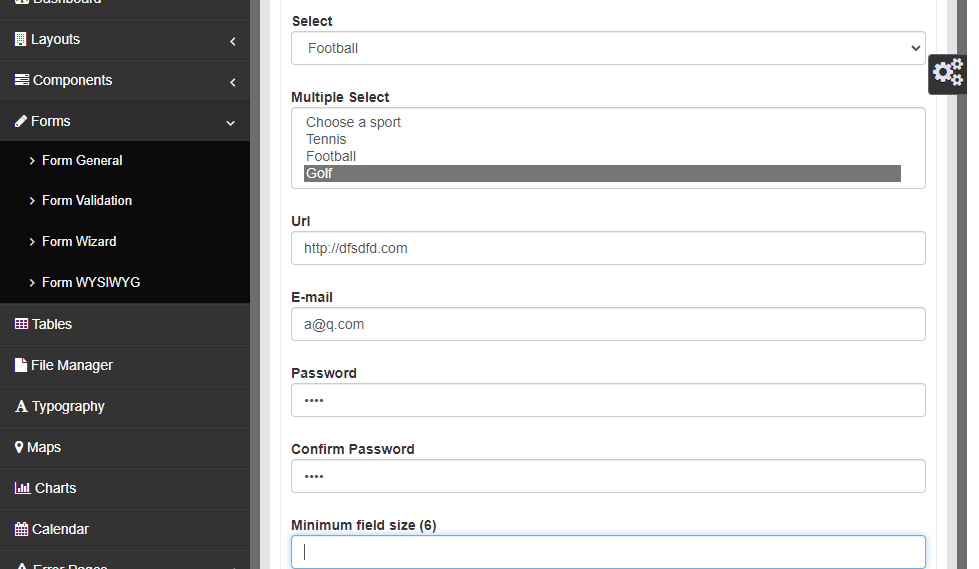 Dashboard
Layouts
Components
Forms
Form General
Form Validation
Form Wizard
Form WYSIWYG
Tables
File Manager
Typography
Maps
Charts
Calendar
Error Pages
Select
Football
Multiple Select
Choose a sport
Tennis
Football
Golf
Url
http://dfsdfd.com
E-mail
a@q.com
Password
••••
Confirm Password
••••
Minimum field size (6)